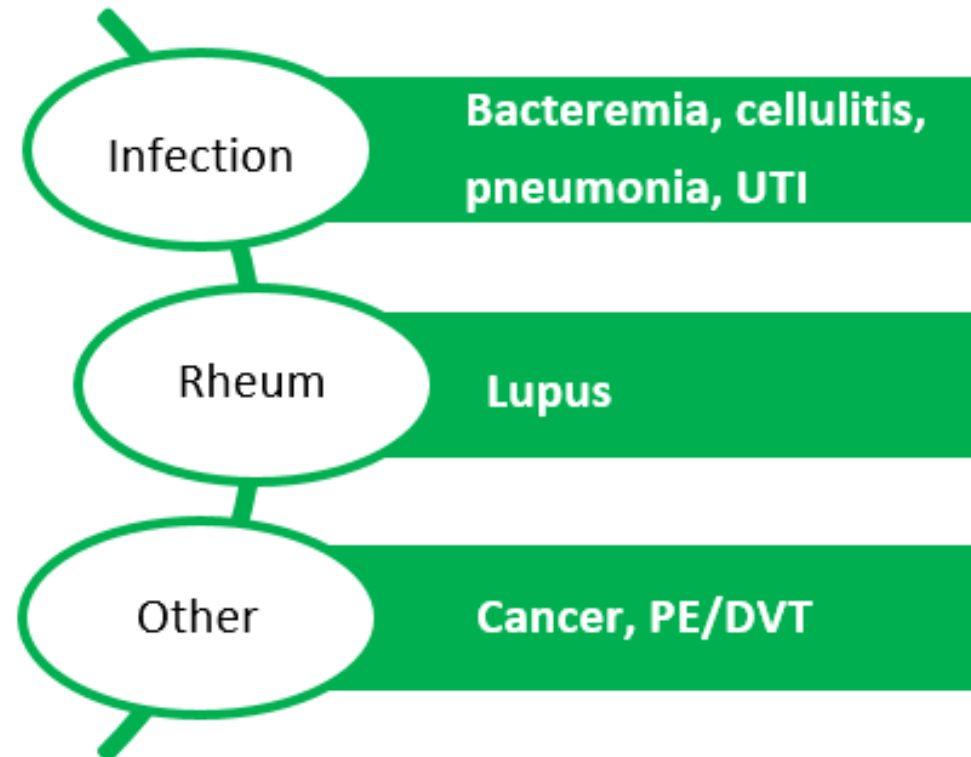 Infection
Bacteremia, cellulitis,
pneumonia, UTI
Rheum
Lupus
Other
Cancer, PE/DVT